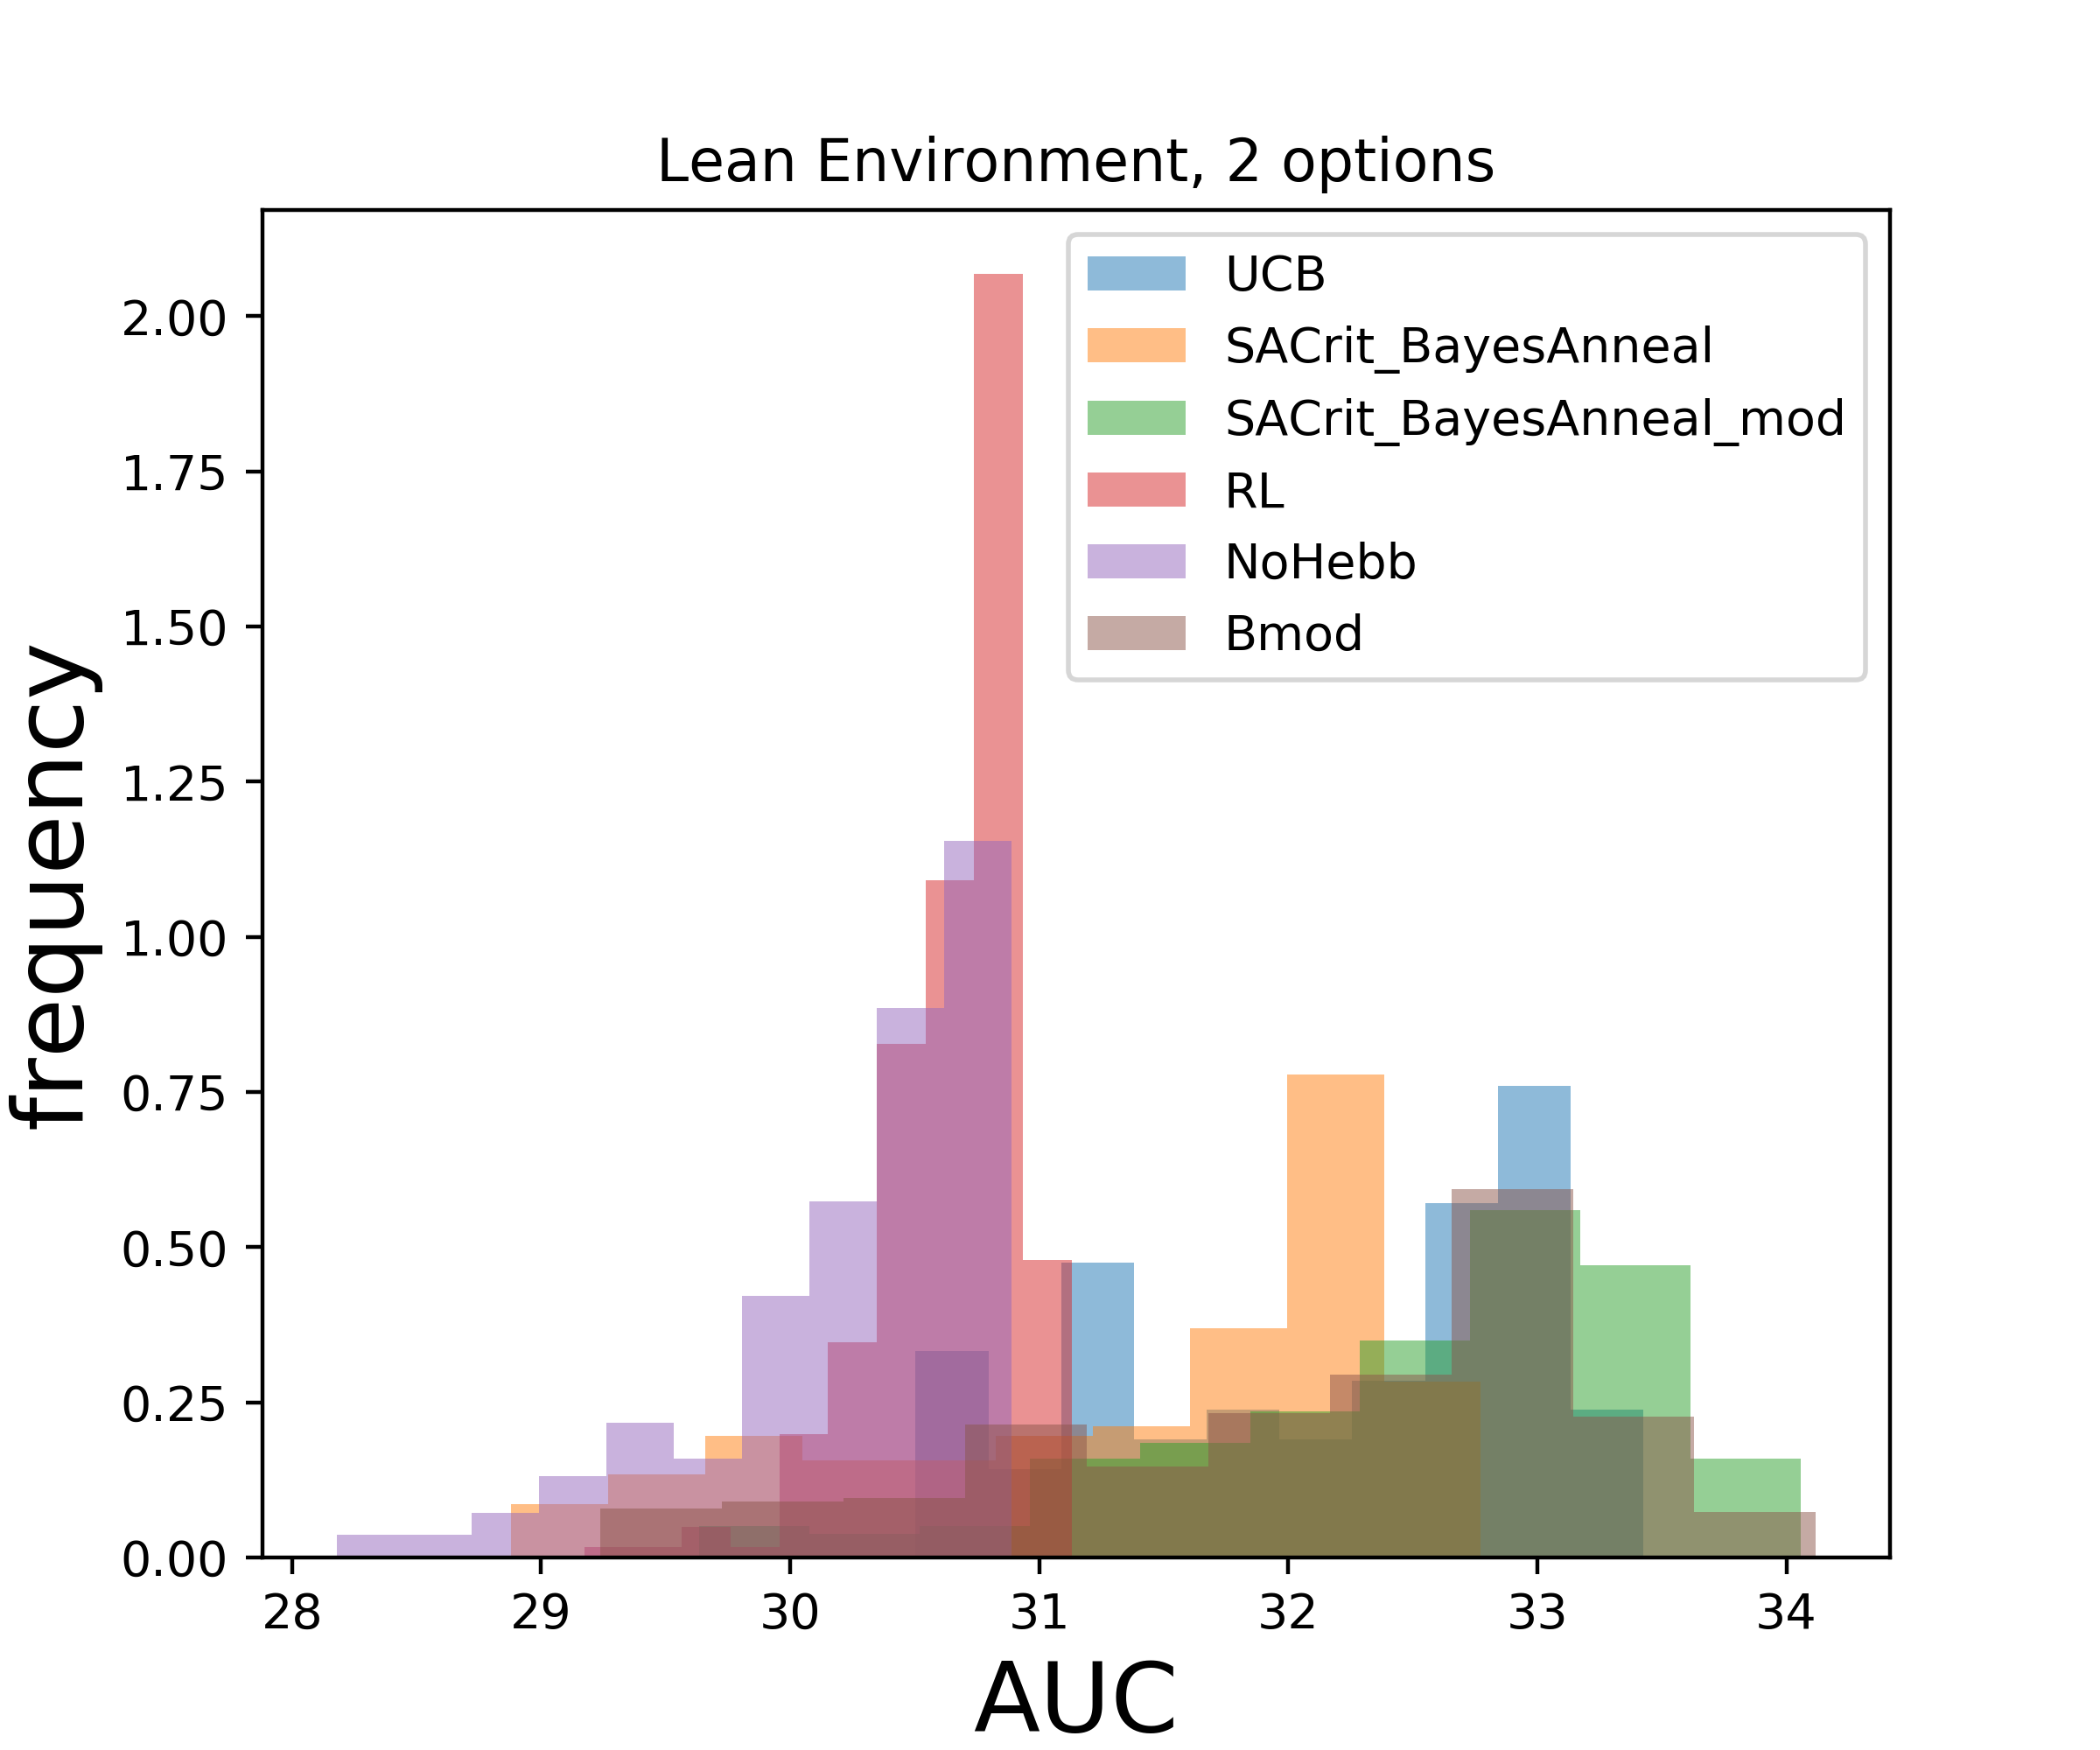 Lean Environment, 2 options
UCB
SACrit_BayesAnneal
SACrit_BayesAnneal_mod
RL
NoHebb
Bmod
frequency
2.00
1.75
1.50
1.25
1.00
0.75
0.50
0.25
0.00
28 29 30 31 32 33 34
AUC